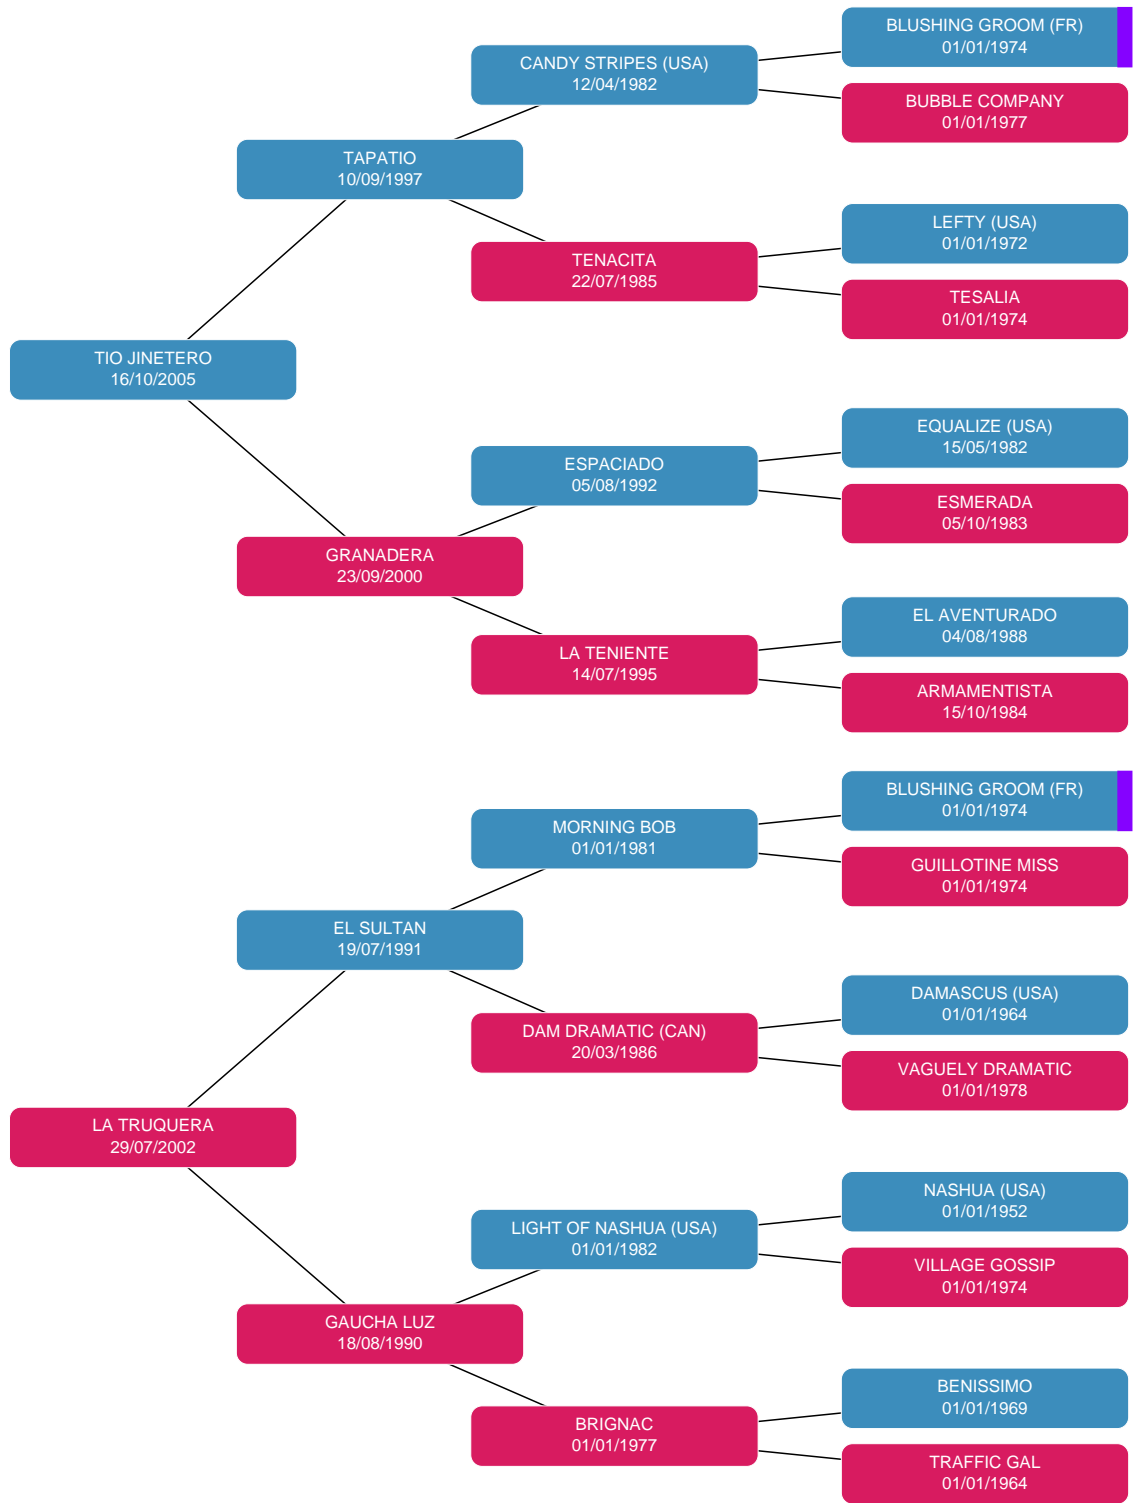 BLUSHING GROOM (FR)
01/01/1974
CANDY STRIPES (USA)
12/04/1982
BUBBLE COMPANY
01/01/1977
TAPATIO
10/09/1997
LEFTY (USA)
01/01/1972
TENACITA
22/07/1985
TESALIA
01/01/1974
TIO JINETERO
16/10/2005
EQUALIZE (USA)
15/05/1982
ESPACIADO
05/08/1992
ESMERADA
05/10/1983
GRANADERA
23/09/2000
EL AVENTURADO
04/08/1988
LA TENIENTE
14/07/1995
ARMAMENTISTA
15/10/1984
BLUSHING GROOM (FR)
01/01/1974
MORNING BOB
01/01/1981
GUILLOTINE MISS
01/01/1974
EL SULTAN
19/07/1991
DAMASCUS (USA)
01/01/1964
DAM DRAMATIC (CAN)
20/03/1986
VAGUELY DRAMATIC
01/01/1978
LA TRUQUERA
29/07/2002
NASHUA (USA)
01/01/1952
LIGHT OF NASHUA (USA)
01/01/1982
VILLAGE GOSSIP
01/01/1974
GAUCHA LUZ
18/08/1990
BENISSIMO
01/01/1969
BRIGNAC
01/01/1977
TRAFFIC GAL
01/01/1964